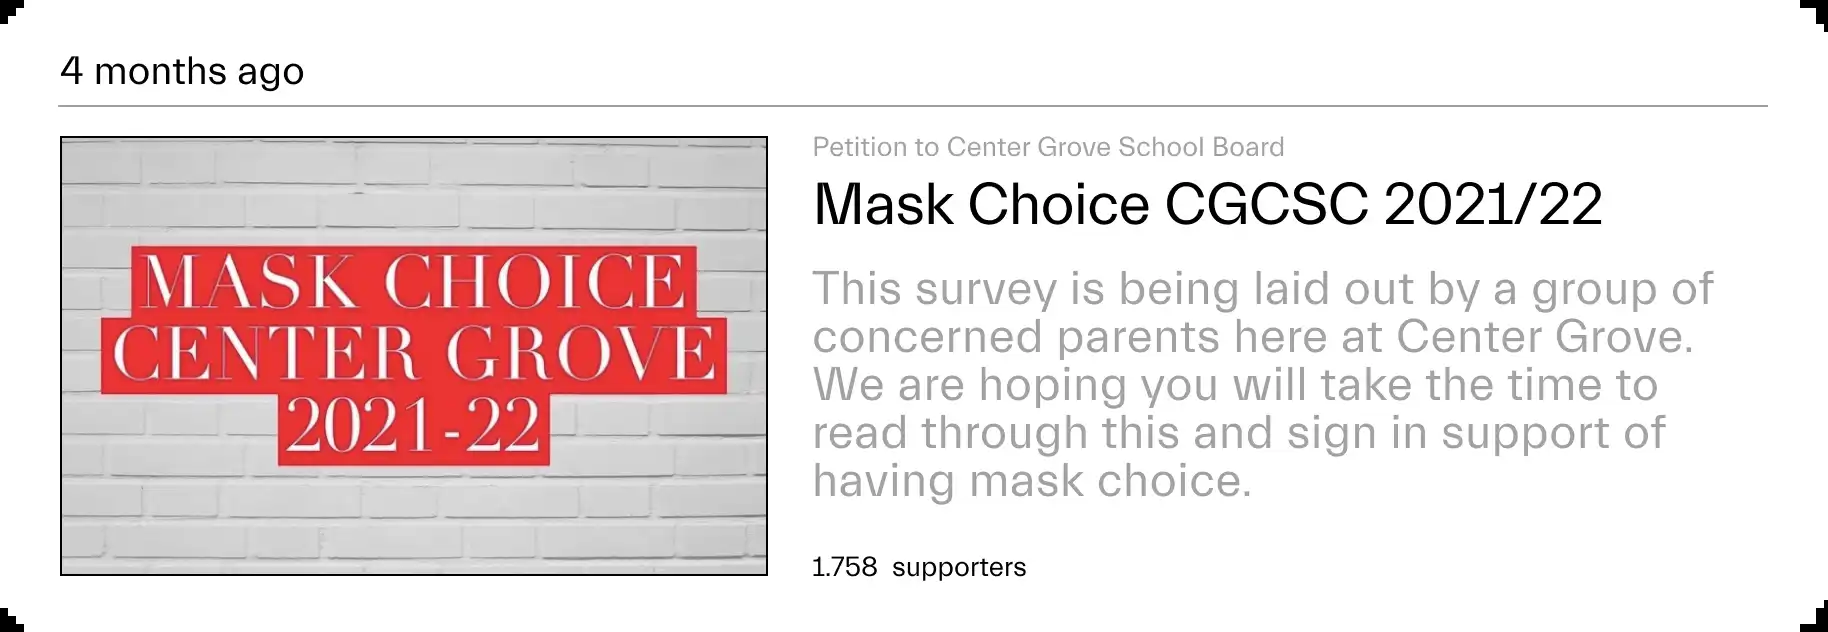 4 months ago
MASK CHOICE
CENTER GROVE
2021-22
Petition to Center Grove School Board
Mask Choice CGCSC 2021/22
This survey is being laid out by a group of
concerned parents here at Center Grove.
We are hoping you will take the time to
read through this and sign in support of
having mask choice.
1.758 supporters